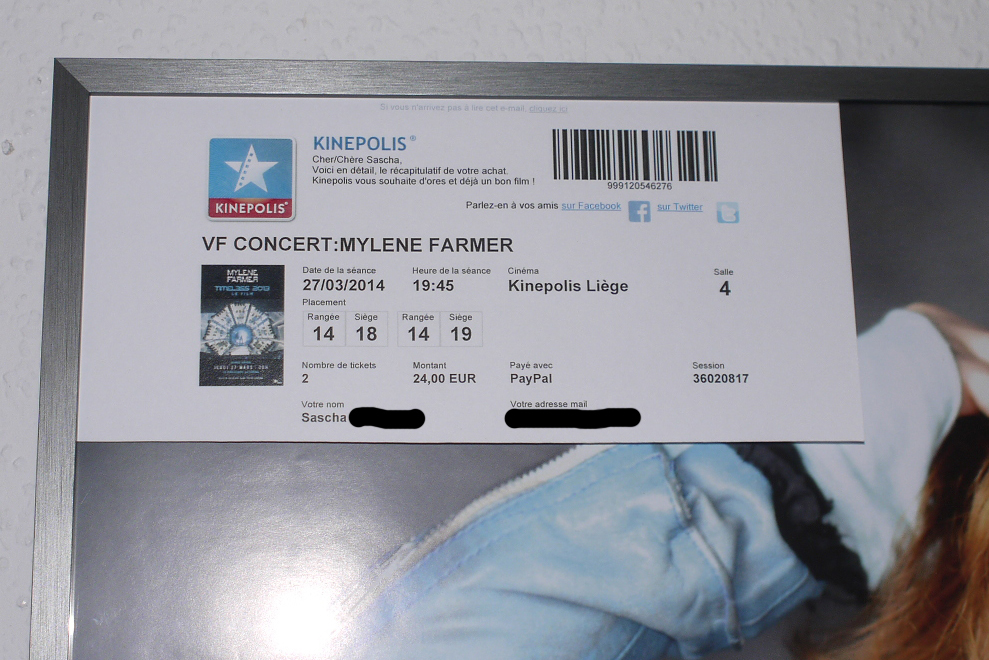 Si vous n'arrivez pas à lire cet e-mail, cliquez ici
KINEPOLIS®
Cher/Chère Sascha,
Voici en détail, le récapitulatif de votre achat.
Kinepolis vous souhaite d'ores et déjà un bon film !
999120546276
KINEPOLIS®
Parlez-en à vos amis sur Facebook sur Twitter
VF CONCERT:MYLENE FARMER
MYLENE
FARMER
TIMELESS 2013
LE FILM
Date de la séance Heure de la séance Cinéma Salle
27/03/2014 19:45 Kinepolis Liège 4
Placement
Rangée Siège Rangée Siège
14 18 14 19
JEUDI 27 MARS
Nombre de tickets Montant Payé avec Session
2 24,00 EUR PayPal 36020817
Votre nom Votre adresse mail
Sascha